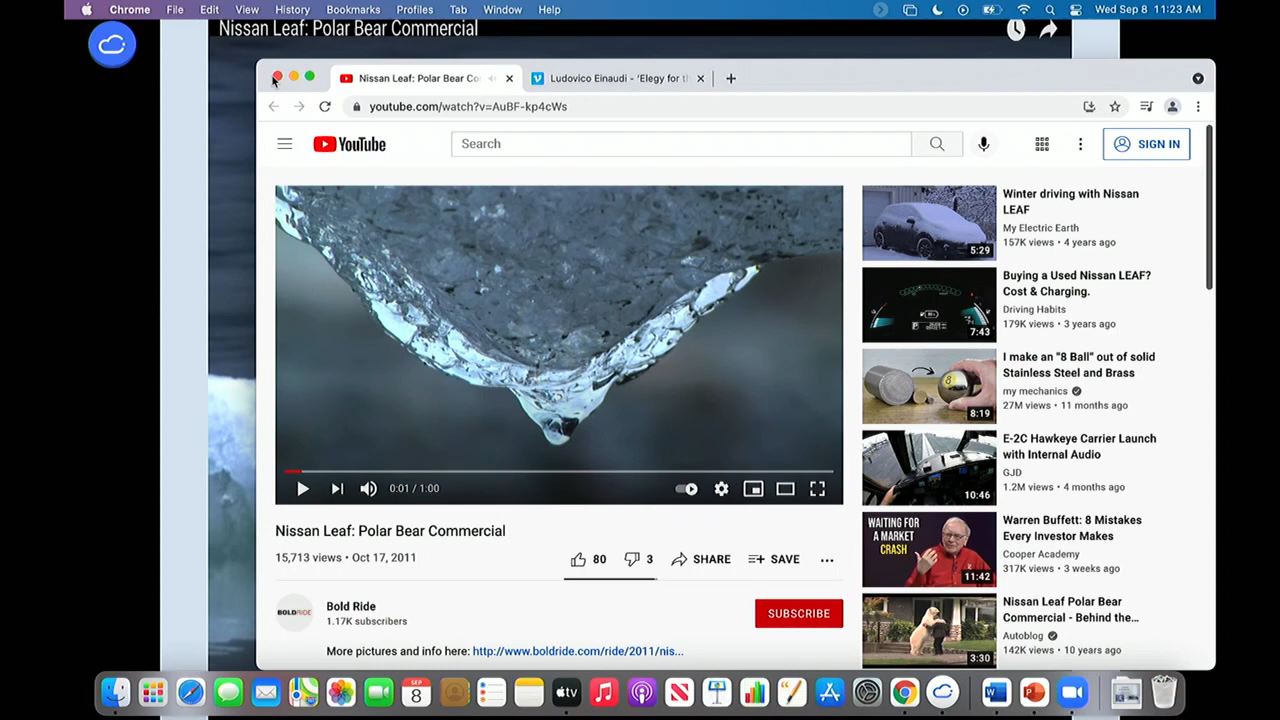 Chrome File Edit View History Bookmarks Profiles Tab Window Help Wed Sep 8 11:23 AM
Nissan Leaf: Polar Bear Commercial
Nissan Leaf: Polar Bear Co
Ludovico Einaudi - 'Elegy for th
youtube.com/watch?v=AuBF-kp4cWs
YouTube
Search
SIGN IN
0:01 / 1:00
Nissan Leaf: Polar Bear Commercial
15,713 views • Oct 17, 2011
80 3 SHARE SAVE
BOLDRIDE
Bold Ride
1.17K subscribers
SUBSCRIBE
More pictures and info here: http://www.boldride.com/ride/2011/nis...
5:29
Winter driving with Nissan
LEAF
My Electric Earth
157K views • 4 years ago
7:43
Buying a Used Nissan LEAF?
Cost & Charging.
Driving Habits
179K views • 3 years ago
8
8:19
I make an "8 Ball" out of solid
Stainless Steel and Brass
my mechanics
27M views • 11 months ago
10:46
E-2C Hawkeye Carrier Launch
with Internal Audio
GJD
1.2M views • 4 months ago
WAITING FOR
A MARKET
CRASH
11:42
Warren Buffett: 8 Mistakes
Every Investor Makes
Cooper Academy
317K views • 3 weeks ago
3:30
Nissan Leaf Polar Bear
Commercial - Behind the...
Autoblog
142K views • 10 years ago
SEP
8
tv
W
P